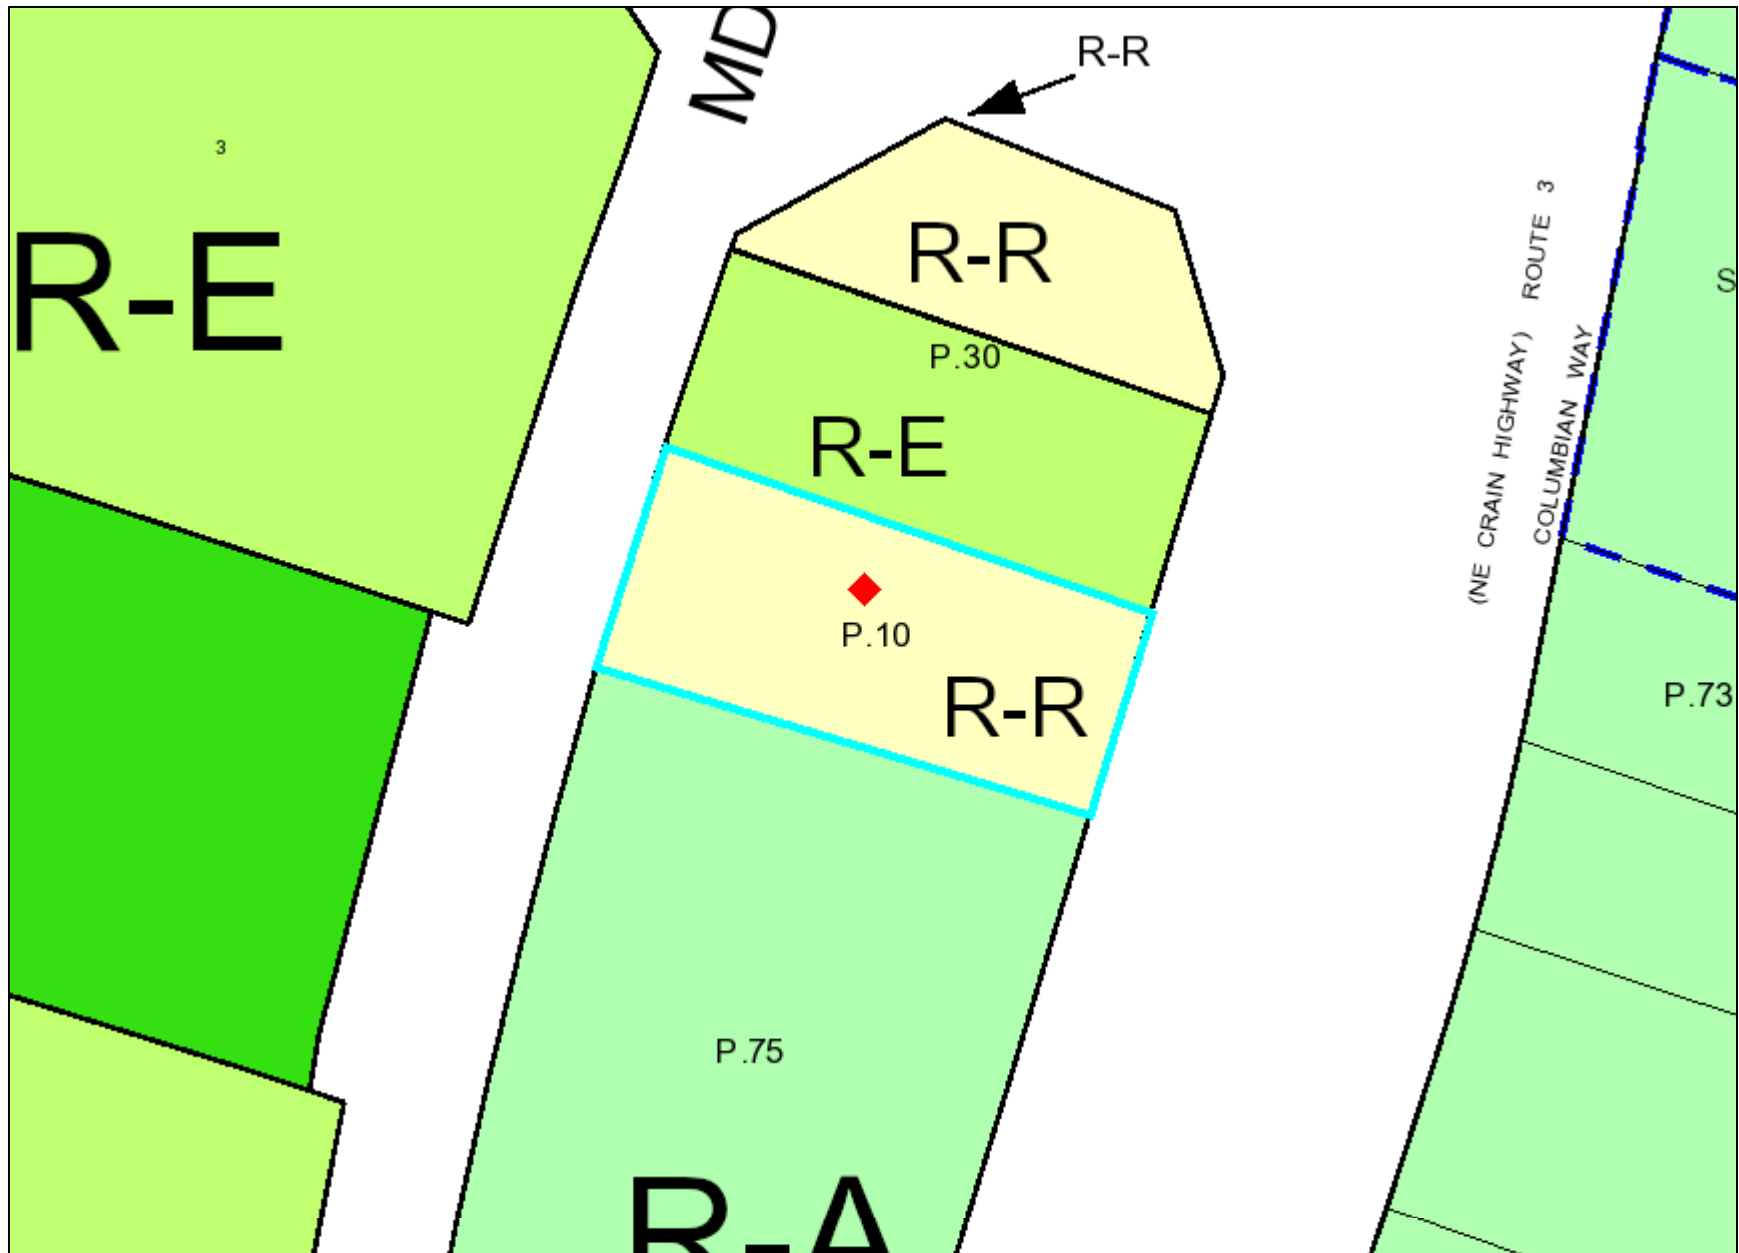 MD
R-R
3
R-E
R-R
P.30
R-E
(NE CRAIN HIGHWAY) ROUTE 3
COLUMBIAN WAY
S
P.10
R-R
P.73
P.75
R-A